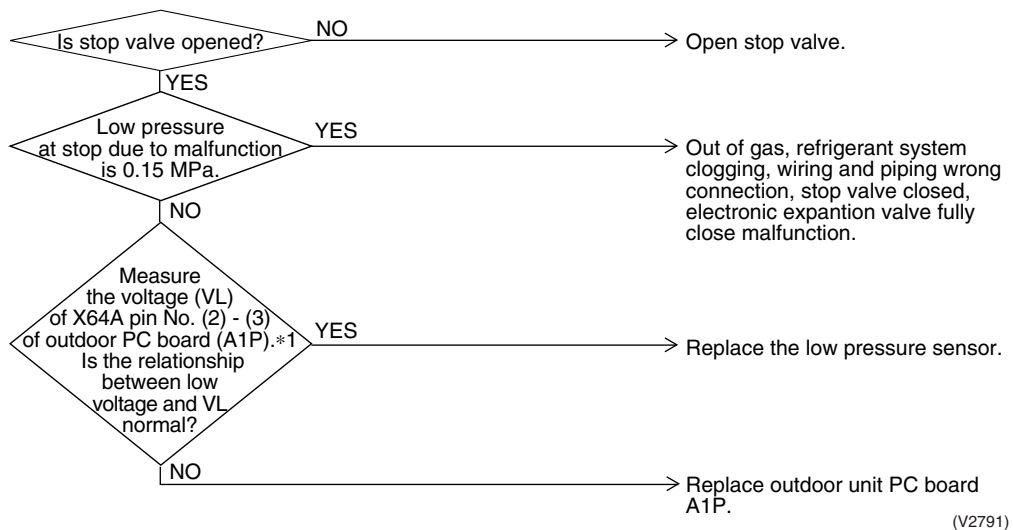 Is stop valve opened?
NO
Open stop valve.
YES
Low pressure
at stop due to malfunction
is 0.15 MPa.
YES
Out of gas, refrigerant system
clogging, wiring and piping wrong
connection, stop valve closed,
electronic expantion valve fully
close malfunction.
NO
Measure
the voltage (VL)
of X64A pin No. (2) - (3)
of outdoor PC board (A1P).*1
Is the relationship
between low
voltage and VL
normal?
YES
Replace the low pressure sensor.
NO
Replace outdoor unit PC board
A1P.
(V2791)